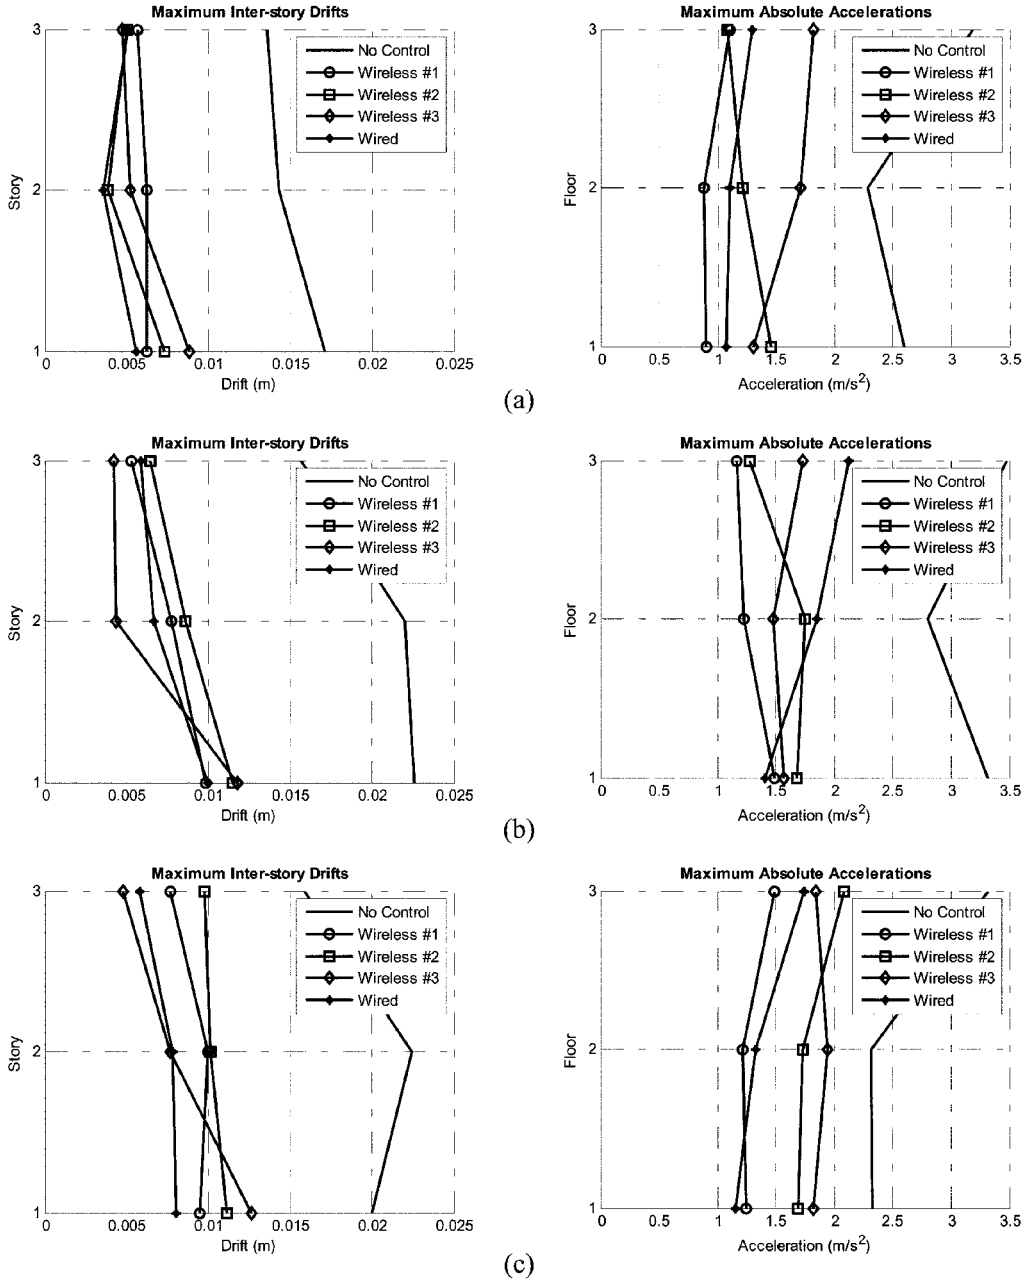 Maximum Inter-story Drifts
3
2
1
Story
No Control
Wireless #1
Wireless #2
Wireless #3
Wired
0 0.005 0.01 0.015 0.02 0.025
Drift (m)
Maximum Absolute Accelerations
3
2
1
Floor
No Control
Wireless #1
Wireless #2
Wireless #3
Wired
0 0.5 1 1.5 2 2.5 3 3.5
Acceleration (m/s²)
(a)
Maximum Inter-story Drifts
3
2
1
Story
No Control
Wireless #1
Wireless #2
Wireless #3
Wired
0 0.005 0.01 0.015 0.02 0.025
Drift (m)
Maximum Absolute Accelerations
3
2
1
Floor
No Control
Wireless #1
Wireless #2
Wireless #3
Wired
0 0.5 1 1.5 2 2.5 3 3.5
Acceleration (m/s²)
(b)
Maximum Inter-story Drifts
3
2
1
Story
No Control
Wireless #1
Wireless #2
Wireless #3
Wired
0 0.005 0.01 0.015 0.02 0.025
Drift (m)
Maximum Absolute Accelerations
3
2
1
Floor
No Control
Wireless #1
Wireless #2
Wireless #3
Wired
0 0.5 1 1.5 2 2.5 3 3.5
Acceleration (m/s²)
(c)